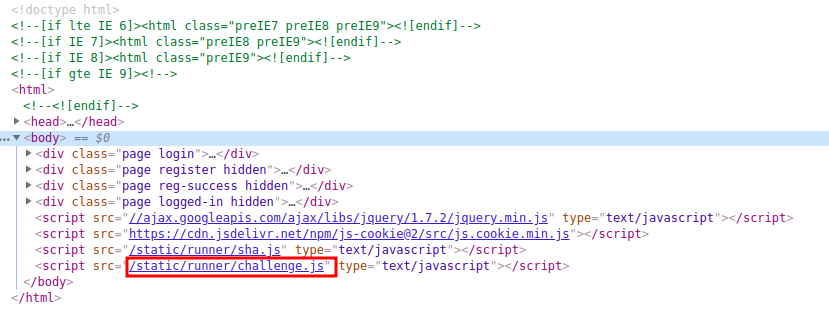 <!doctype html>
<!--[if lte IE 6]><html class="preIE7 preIE8 preIE9"><![endif]-->
<!--[if IE 7]><html class="preIE8 preIE9"><![endif]-->
<!--[if IE 8]><html class="preIE9"><![endif]-->
<!--[if gte IE 9]><!-->
<html>
<!--<![endif]-->
<head>…</head>
<body> == $0
<div class="page login">…</div>
<div class="page register hidden">…</div>
<div class="page reg-success hidden">…</div>
<div class="page logged-in hidden">…</div>
<script src="//ajax.googleapis.com/ajax/libs/jquery/1.7.2/jquery.min.js" type="text/javascript"></script>
<script src="https://cdn.jsdelivr.net/npm/js-cookie@2/src/js.cookie.min.js"></script>
<script src="/static/runner/sha.js" type="text/javascript"></script>
<script src="/static/runner/challenge.js" type="text/javascript"></script>
</body>
</html>